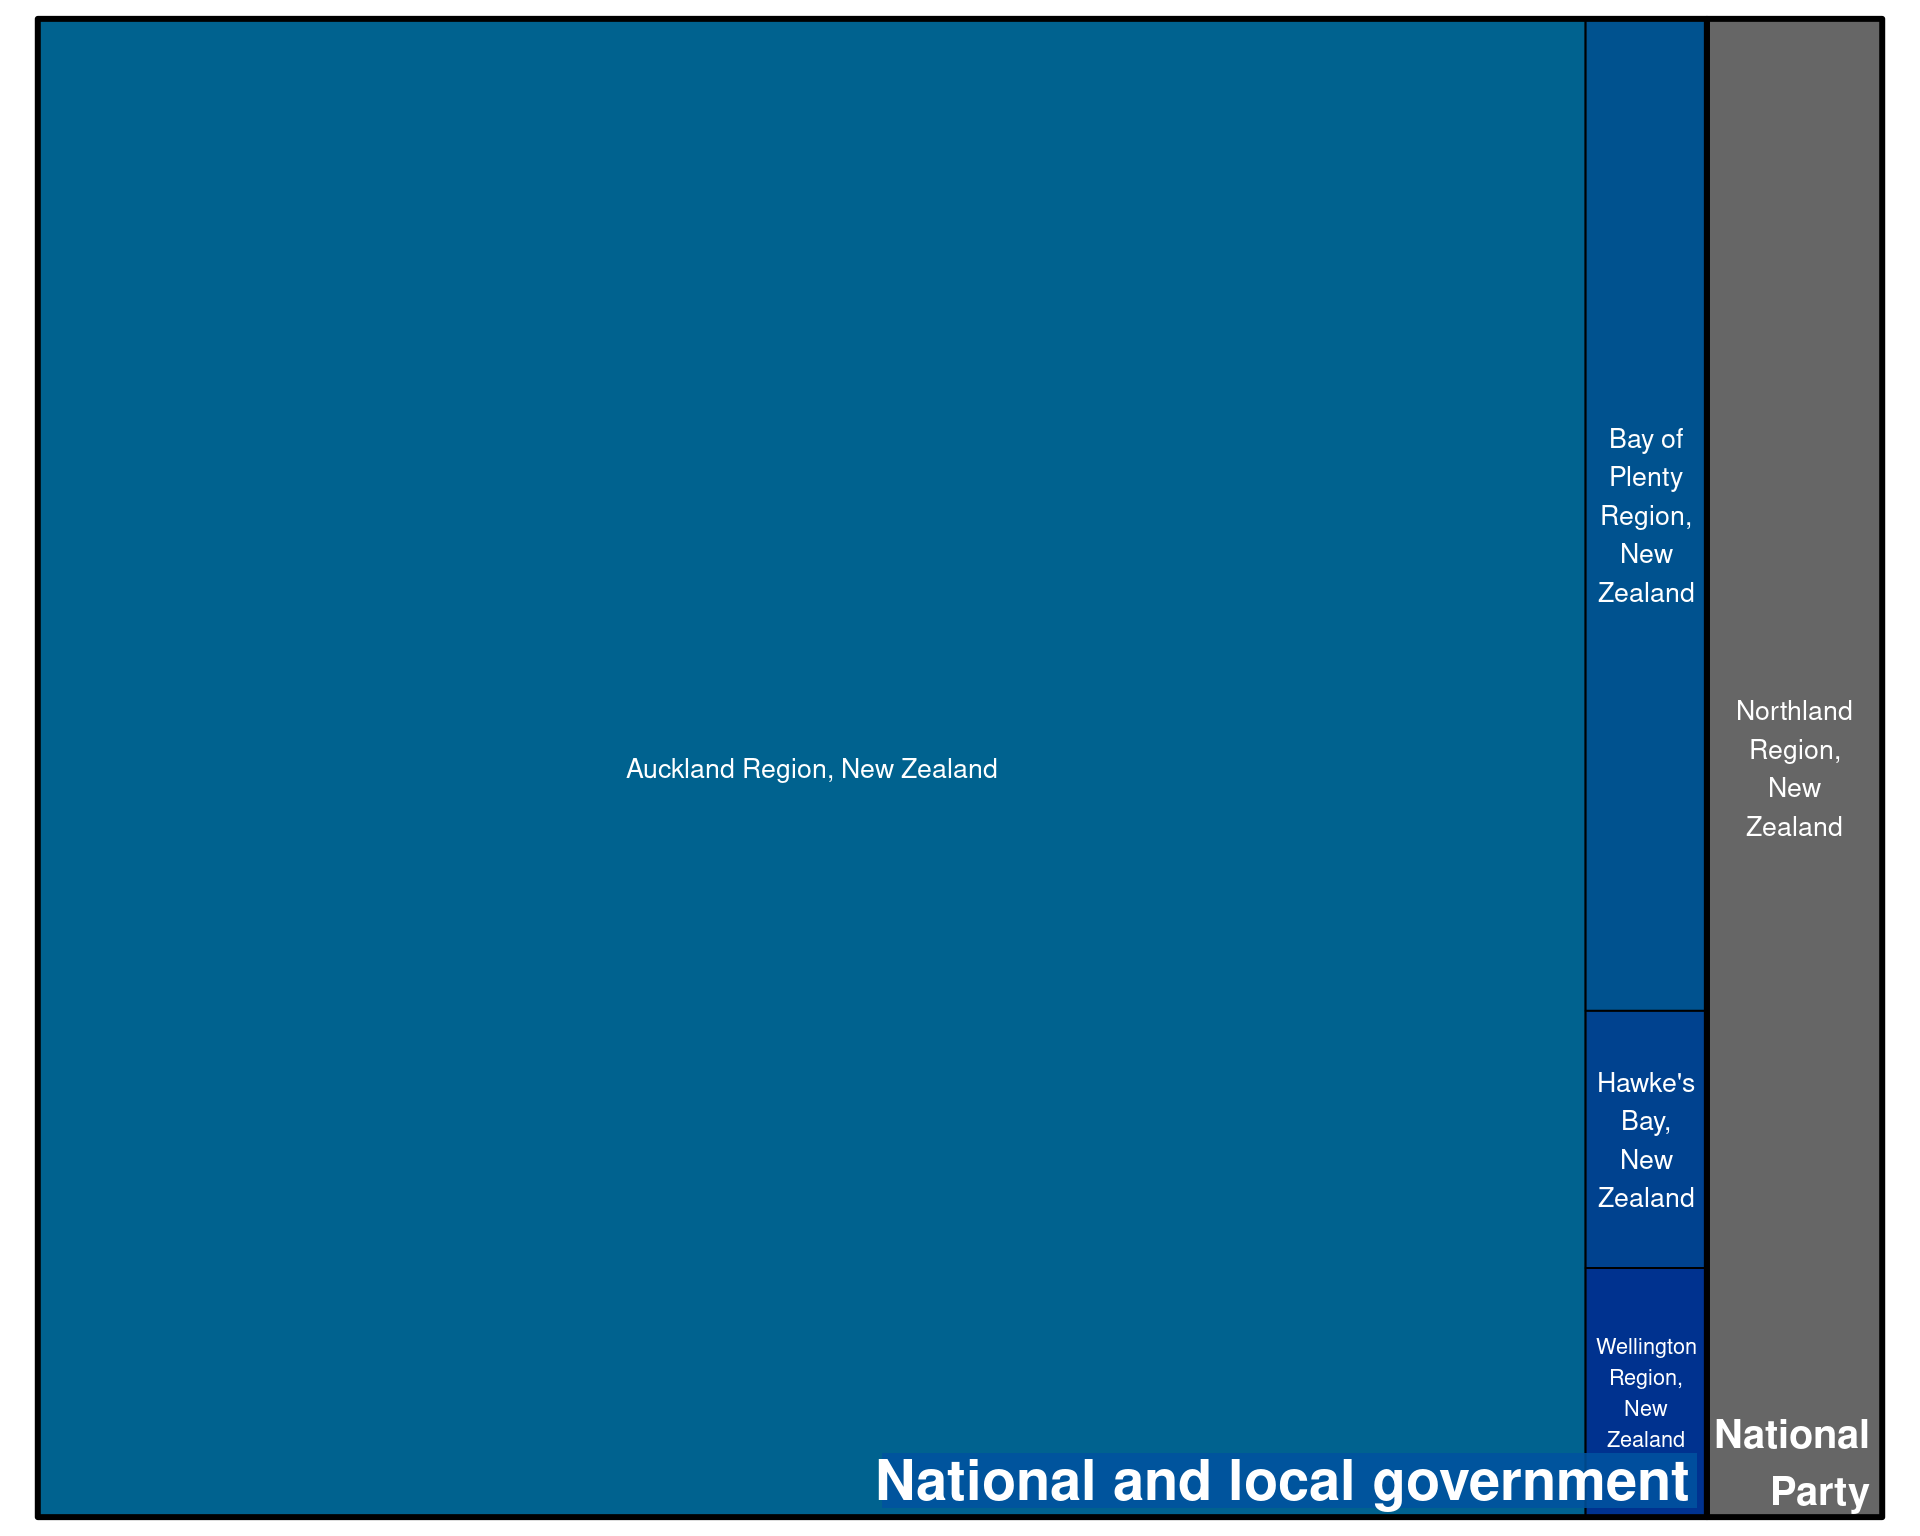 Auckland Region, New Zealand
Bay of
Plenty
Region,
New
Zealand
Hawke's
Bay,
New
Zealand
Wellington
Region,
New
Zealand
National and local government
Northland
Region,
New
Zealand
National
Party